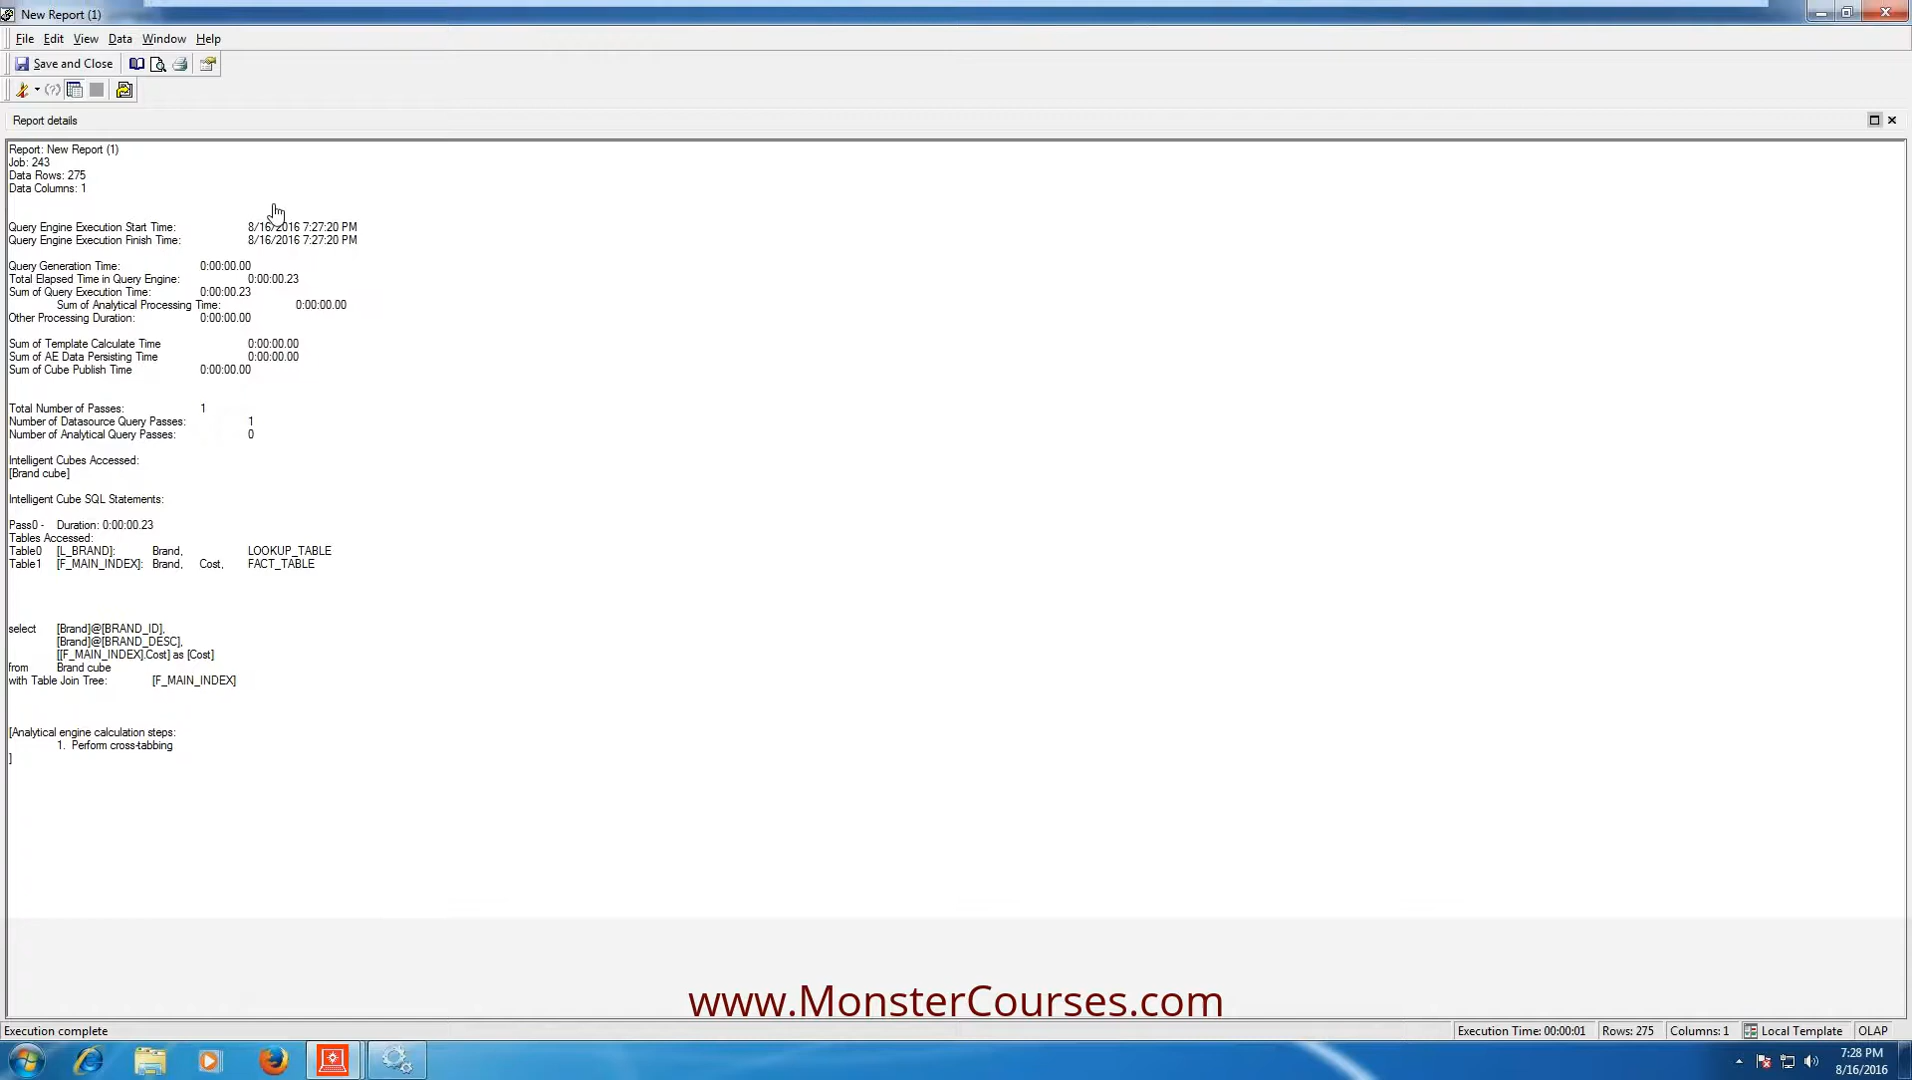 New Report (1)
File Edit View Data Window Help
Save and Close
Report details
Report: New Report (1)
Job: 243
Data Rows: 275
Data Columns: 1
Query Engine Execution Start Time: 8/16/2016 7:27:20 PM
Query Engine Execution Finish Time: 8/16/2016 7:27:20 PM
Query Generation Time: 0:00:00.00
Total Elapsed Time in Query Engine: 0:00:00.23
Sum of Query Execution Time: 0:00:00.23
Sum of Analytical Processing Time: 0:00:00.00
Other Processing Duration: 0:00:00.00
Sum of Template Calculate Time 0:00:00.00
Sum of AE Data Persisting Time 0:00:00.00
Sum of Cube Publish Time 0:00:00.00
Total Number of Passes: 1
Number of Datasource Query Passes: 1
Number of Analytical Query Passes: 0
Intelligent Cubes Accessed:
[Brand cube]
Intelligent Cube SQL Statements:
Pass0 - Duration: 0:00:00.23
Tables Accessed:
Table0 [L_BRAND]: Brand, LOOKUP_TABLE
Table1 [F_MAIN_INDEX]: Brand, Cost, FACT_TABLE
select [Brand]@[BRAND_ID],
[Brand]@[BRAND_DESC],
[[F_MAIN_INDEX].Cost] as [Cost]
from Brand cube
with Table Join Tree: [F_MAIN_INDEX]
[Analytical engine calculation steps:
1. Perform cross-tabbing
]
www.MonsterCourses.com
Execution complete Execution Time: 00:00:01 Rows: 275 Columns: 1 Local Template OLAP
7:28 PM
8/16/2016